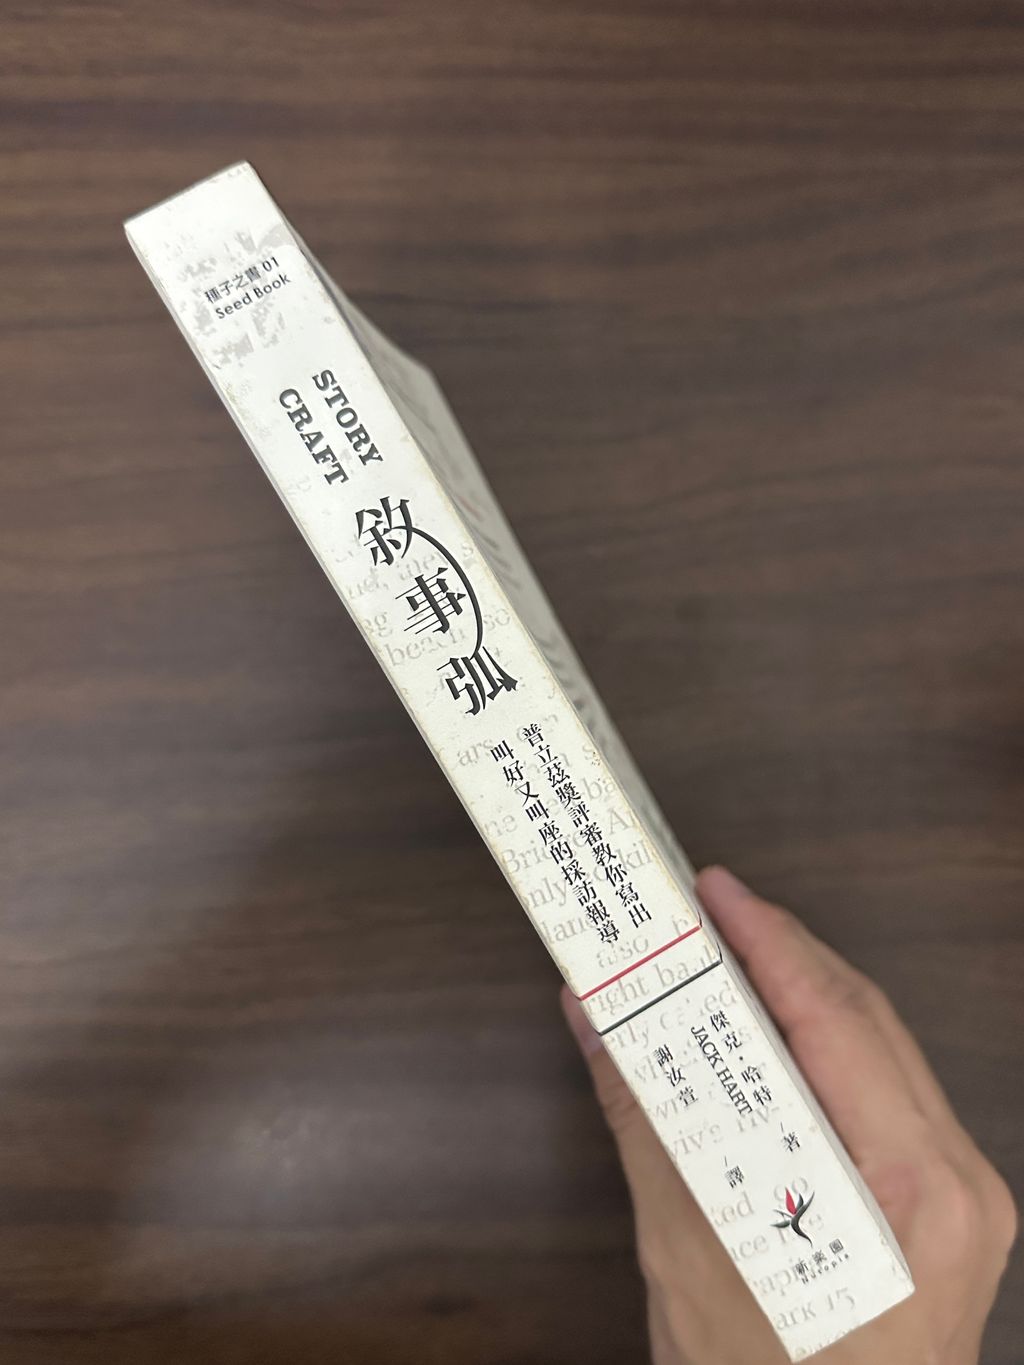 種子之書 01
Seed Book
STORY
CRAFT
敘事弧
普立茲獎評審教你寫出
叫好又叫座的採訪報導
傑克・哈特
JACK HART
/著
謝汝萱
/譯
新樂園
Nutopia